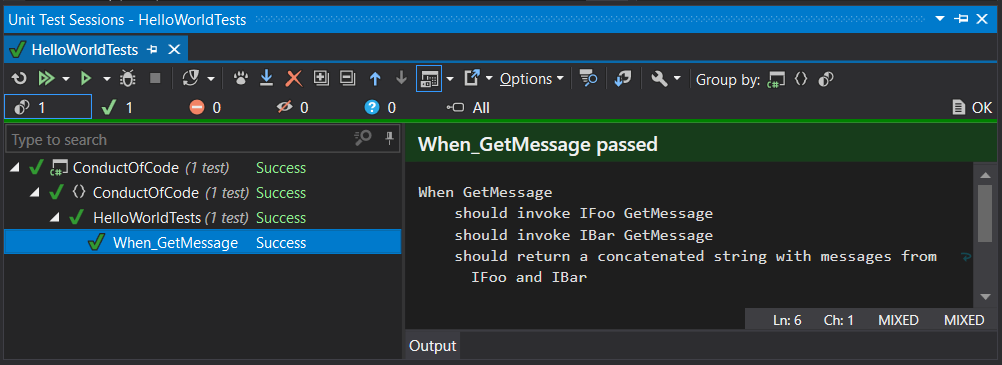 Unit Test Sessions - HelloWorldTests
HelloWorldTests
Options
Group by:
1 1 0 0 0 All OK
Type to search
ConductOfCode (1 test) Success
ConductOfCode (1 test) Success
HelloWorldTests (1 test) Success
When_GetMessage Success
When_GetMessage passed
When GetMessage
should invoke IFoo GetMessage
should invoke IBar GetMessage
should return a concatenated string with messages from
IFoo and IBar
Ln: 6 Ch: 1 MIXED MIXED
Output